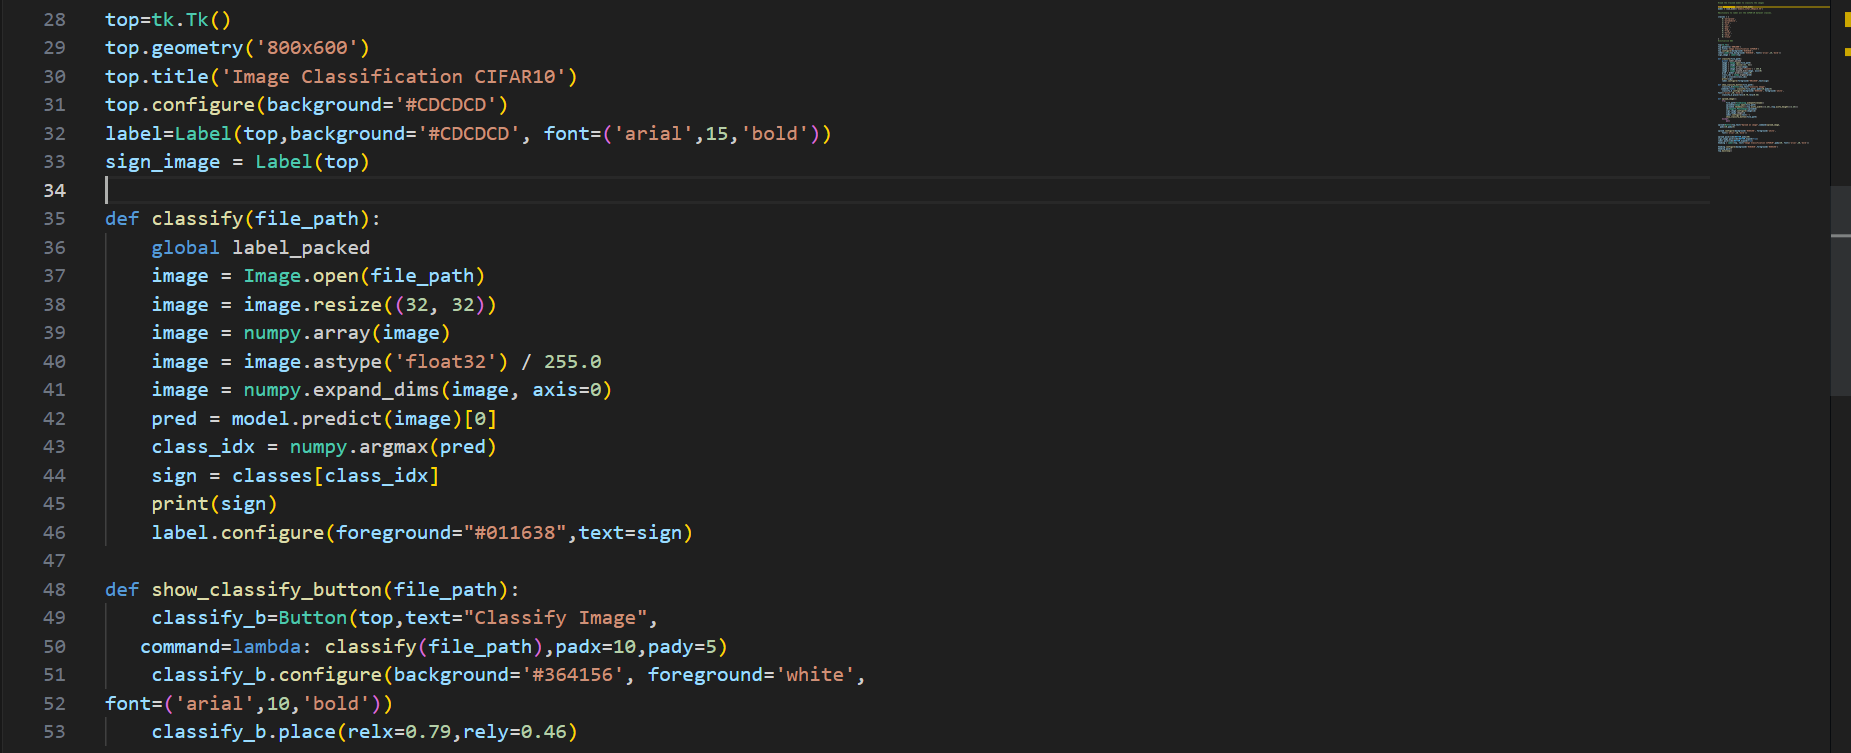 28 top=tk.Tk()
29 top.geometry('800x600')
30 top.title('Image Classification CIFAR10')
31 top.configure(background='#CDCDCD')
32 label=Label(top,background='#CDCDCD', font=('arial',15,'bold'))
33 sign_image = Label(top)
34
35 def classify(file_path):
36     global label_packed
37     image = Image.open(file_path)
38     image = image.resize((32, 32))
39     image = numpy.array(image)
40     image = image.astype('float32') / 255.0
41     image = numpy.expand_dims(image, axis=0)
42     pred = model.predict(image)[0]
43     class_idx = numpy.argmax(pred)
44     sign = classes[class_idx]
45     print(sign)
46     label.configure(foreground="#011638",text=sign)
47
48 def show_classify_button(file_path):
49     classify_b=Button(top,text="Classify Image",
50    command=lambda: classify(file_path),padx=10,pady=5)
51     classify_b.configure(background='#364156', foreground='white',
52 font=('arial',10,'bold'))
53     classify_b.place(relx=0.79,rely=0.46)